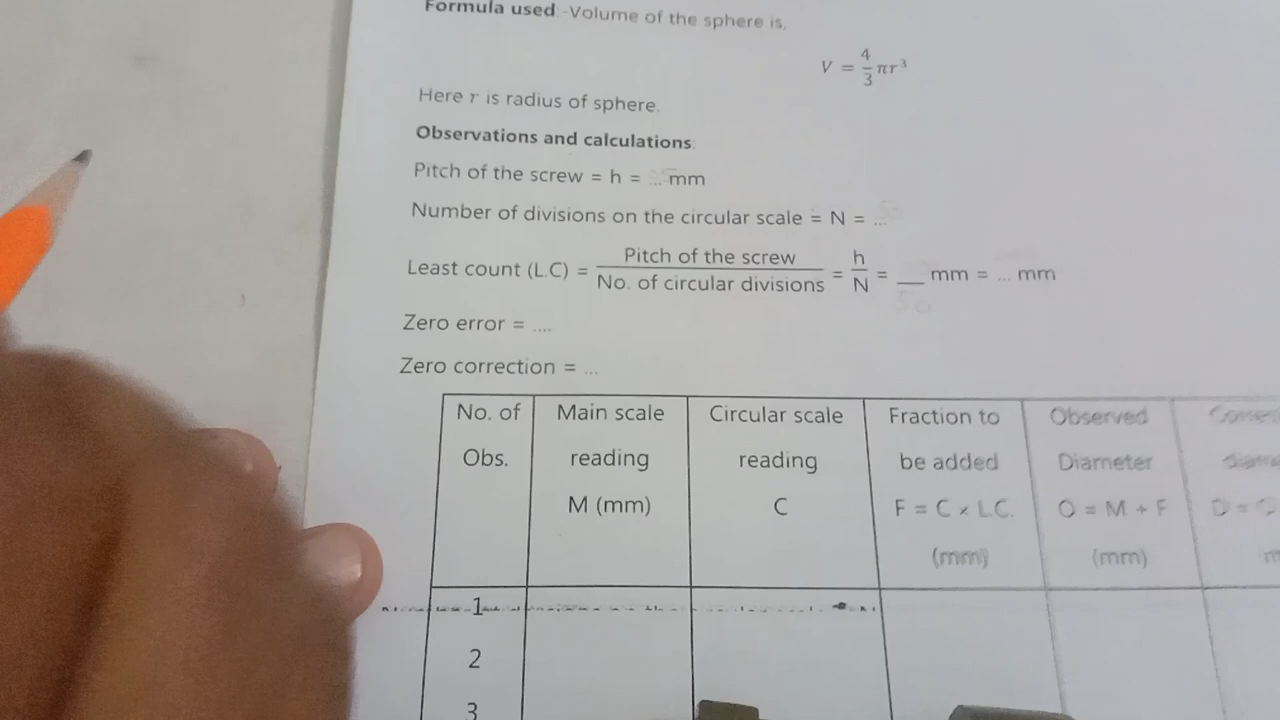 Formula used:-Volume of the sphere is,
V = 4/3 πr³
Here r is radius of sphere.
Observations and calculations:
Pitch of the screw = h = ... mm
Number of divisions on the circular scale = N = ...
Least count (L.C) = Pitch of the screw / No. of circular divisions = h/N = __ mm = ... mm
Zero error = ....
Zero correction = ...
No. of Obs. | Main scale reading M (mm) | Circular scale reading C | Fraction to be added F = C × L.C. (mm) | Observed Diameter O = M + F (mm)
1
2
3